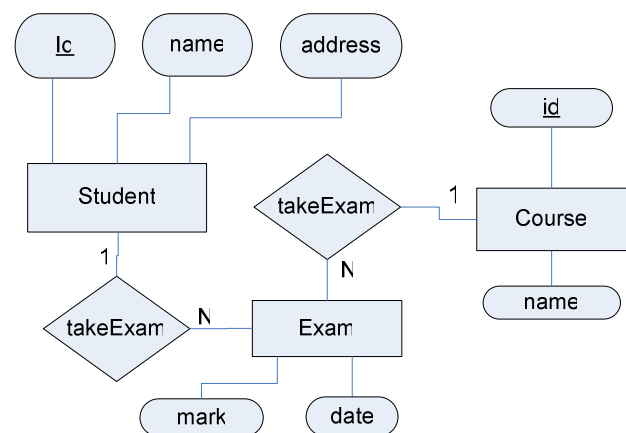 Ic
name
address
id
Student
takeExam
1
Course
1
N
takeExam
N
Exam
name
mark
date